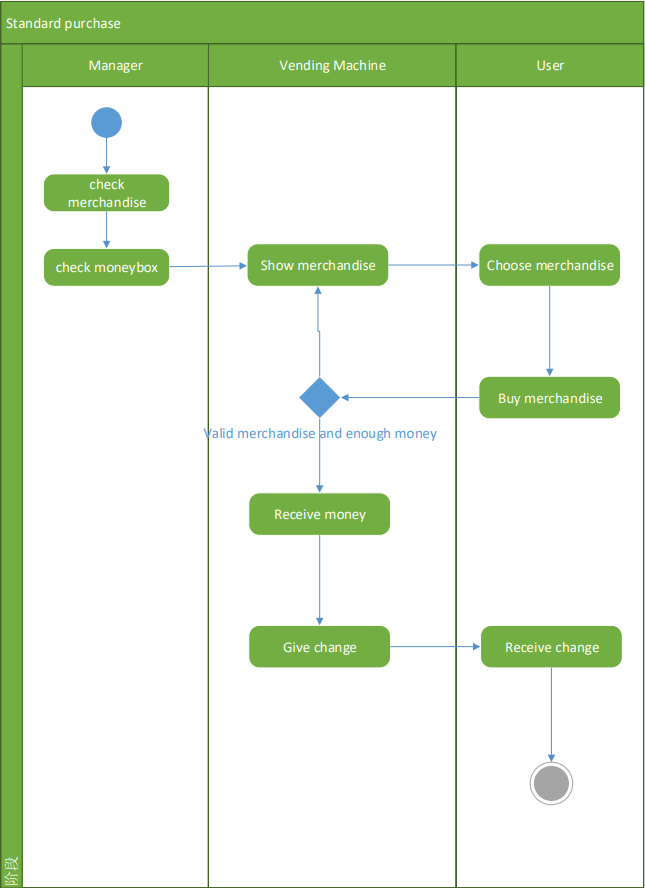 Standard purchase
Manager
Vending Machine
User
check
merchandise
check moneybox
Show merchandise
Choose merchandise
Buy merchandise
Valid merchandise and enough money
Receive money
Give change
Receive change
阶段